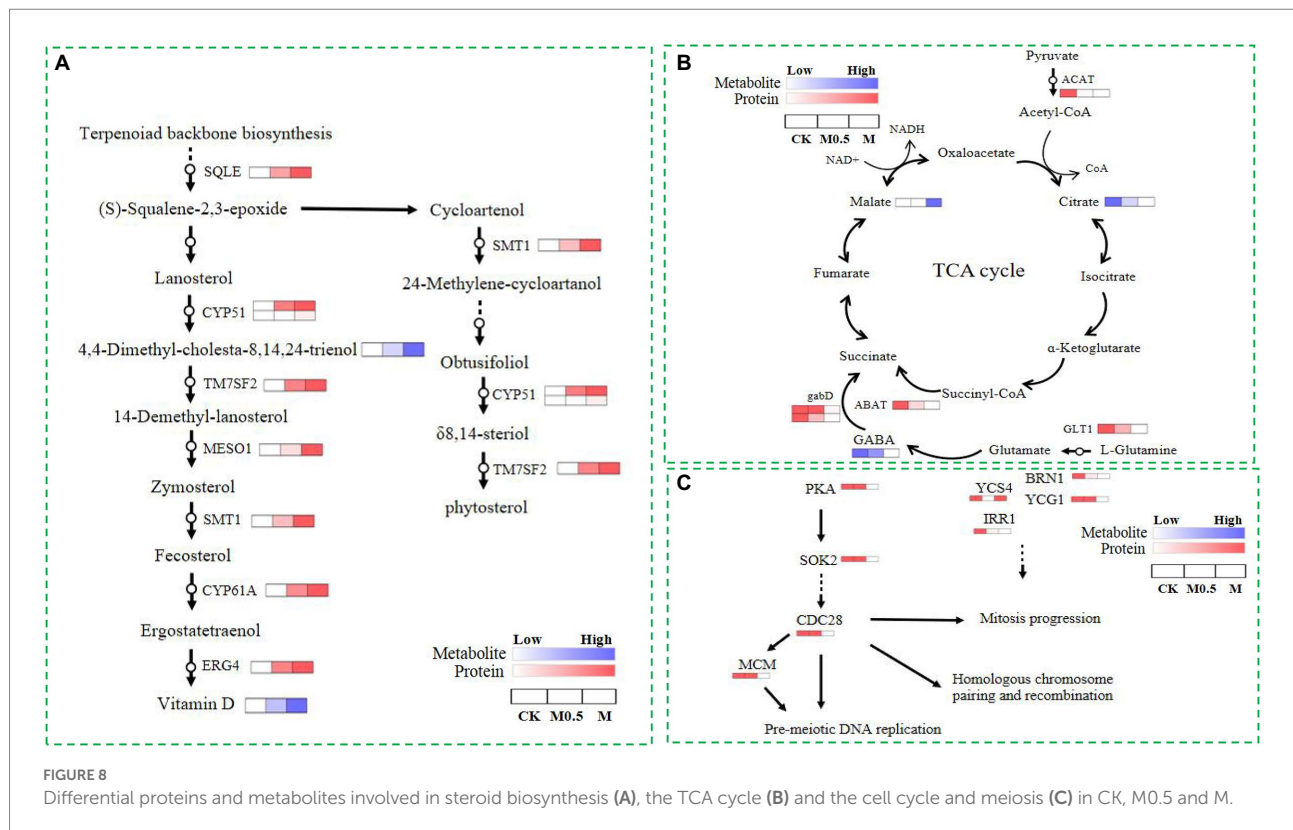 A
Terpenoiad backbone biosynthesis
SQLE
(S)-Squalene-2,3-epoxide
Cycloartenol
SMT1
Lanosterol
24-Methylene-cycloartanol
CYP51
4,4-Dimethyl-cholesta-8,14,24-trienol
Obtusifoliol
TM7SF2
CYP51
14-Demethyl-lanosterol
δ8,14-steriol
MESO1
TM7SF2
Zymosterol
phytosterol
SMT1
Fecosterol
CYP61A
Ergostatetraenol
ERG4
Vitamin D
Low High
Metabolite
Protein
CK M0.5 M
B
Low High
Metabolite
Protein
CK M0.5 M
Pyruvate
ACAT
Acetyl-CoA
NADH
NAD+
Oxaloacetate
CoA
Malate
Citrate
Fumarate
TCA cycle
Isocitrate
Succinate
α-Ketoglutarate
gabD
ABAT
Succinyl-CoA
GABA
GLT1
Glutamate
L-Glutamine
C
PKA
YCS4
BRN1
YCG1
IRR1
SOK2
Low High
Metabolite
Protein
CK M0.5 M
CDC28
Mitosis progression
MCM
Homologous chromosome
pairing and recombination
Pre-meiotic DNA replication
FIGURE 8
Differential proteins and metabolites involved in steroid biosynthesis (A), the TCA cycle (B) and the cell cycle and meiosis (C) in CK, M0.5 and M.